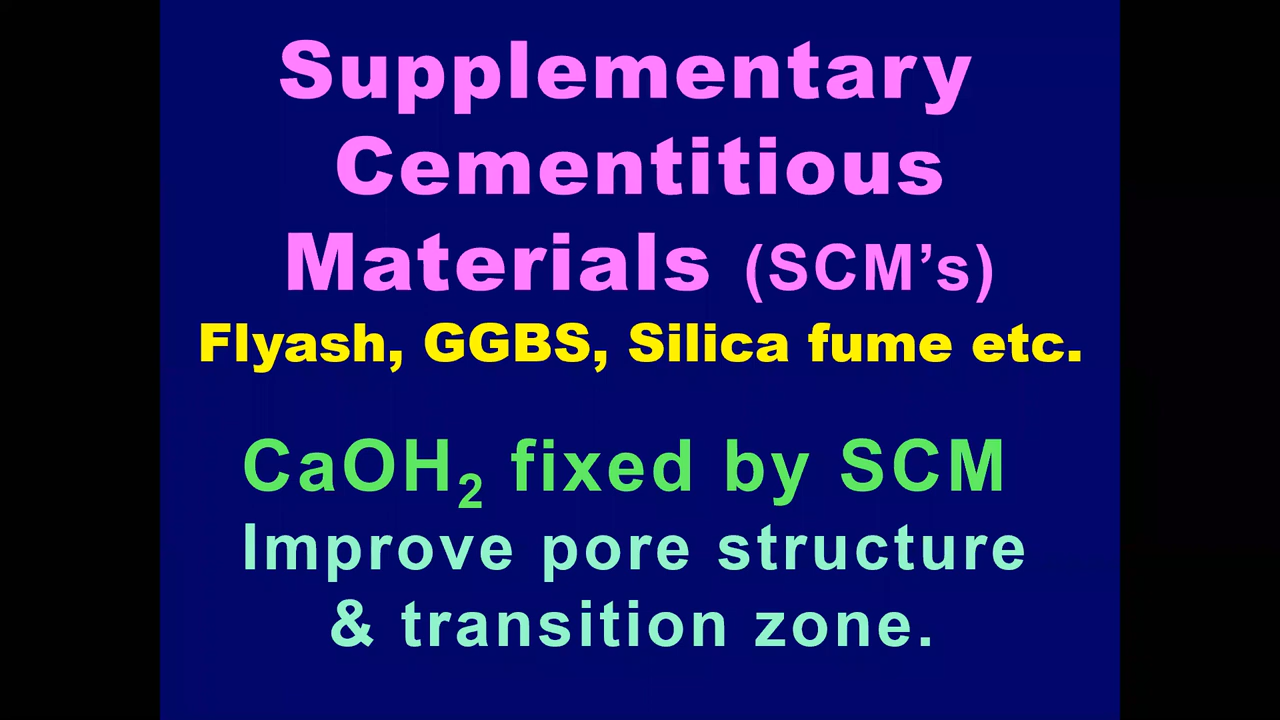 Supplementary
Cementitious
Materials (SCM’s)
Flyash, GGBS, Silica fume etc.
CaOH₂ fixed by SCM
Improve pore structure
& transition zone.